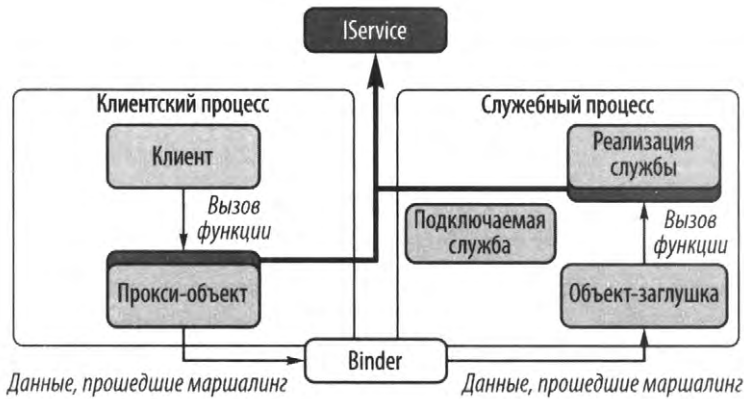 IService
Клиентский процесс
Служебный процесс
Клиент
Реализация
службы
Вызов
функции
Подключаемая
служба
Вызов
функции
Прокси-объект
Объект-заглушка
Binder
Данные, прошедшие маршалинг
Данные, прошедшие маршалинг